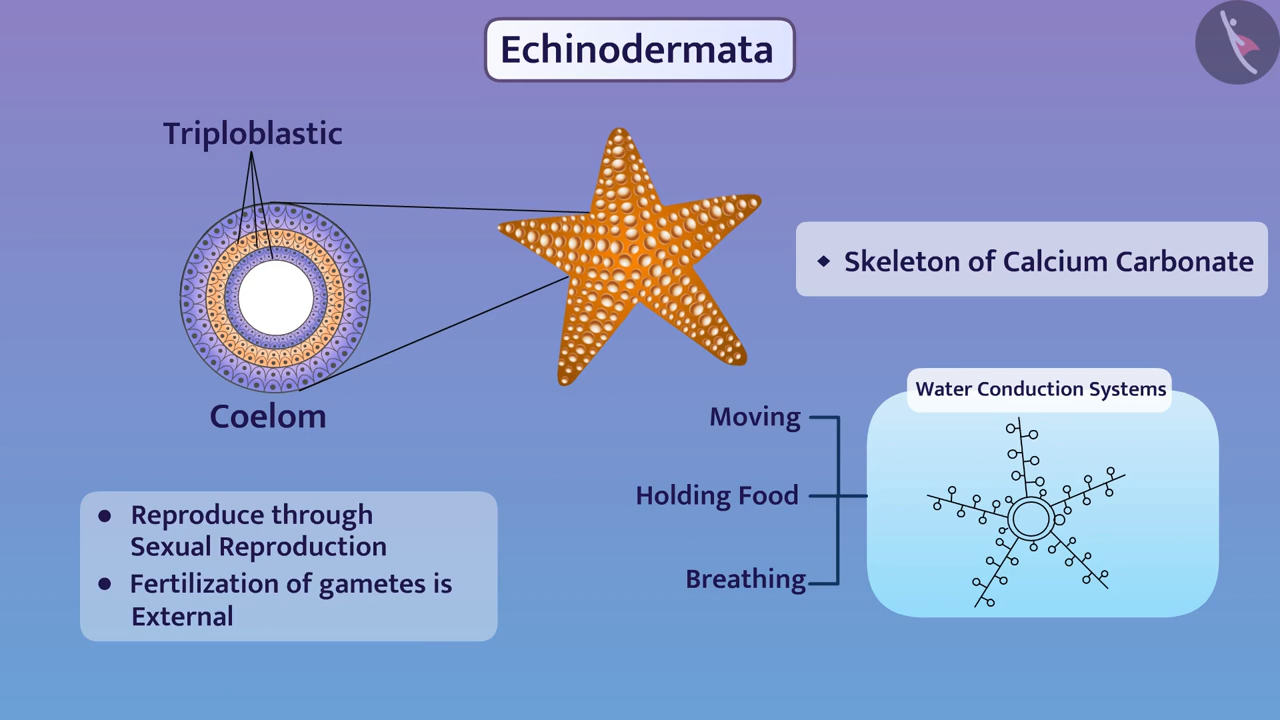 Echinodermata
Triploblastic
Coelom
◆ Skeleton of Calcium Carbonate
Water Conduction Systems
Moving
Holding Food
Breathing
● Reproduce through
Sexual Reproduction
● Fertilization of gametes is
External